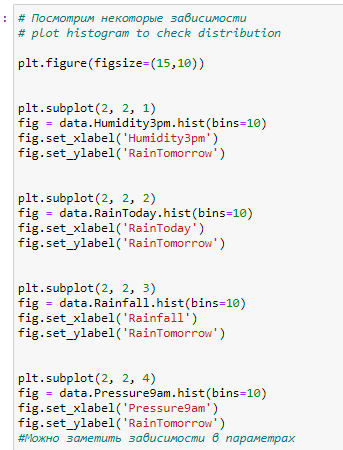 : # Посмотрим некоторые зависимости
# plot histogram to check distribution
plt.figure(figsize=(15,10))
plt.subplot(2, 2, 1)
fig = data.Humidity3pm.hist(bins=10)
fig.set_xlabel('Humidity3pm')
fig.set_ylabel('RainTomorrow')
plt.subplot(2, 2, 2)
fig = data.RainToday.hist(bins=10)
fig.set_xlabel('RainToday')
fig.set_ylabel('RainTomorrow')
plt.subplot(2, 2, 3)
fig = data.Rainfall.hist(bins=10)
fig.set_xlabel('Rainfall')
fig.set_ylabel('RainTomorrow')
plt.subplot(2, 2, 4)
fig = data.Pressure9am.hist(bins=10)
fig.set_xlabel('Pressure9am')
fig.set_ylabel('RainTomorrow')
#Можно заметить зависимости в параметрах